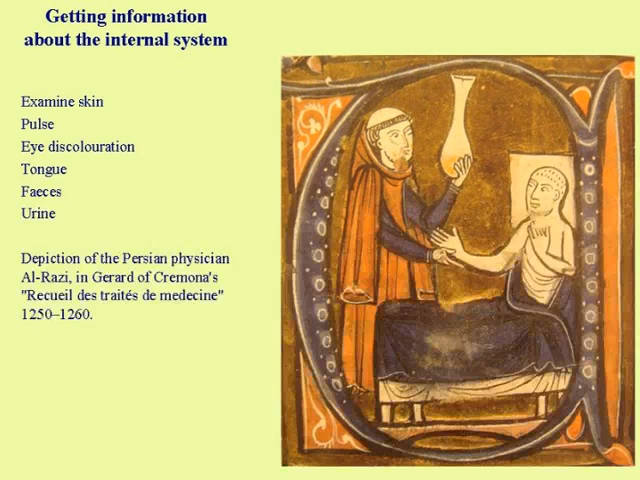 Getting information
about the internal system
Examine skin
Pulse
Eye discolouration
Tongue
Faeces
Urine
Depiction of the Persian physician
Al-Razi, in Gerard of Cremona's
"Recueil des traités de medecine"
1250–1260.